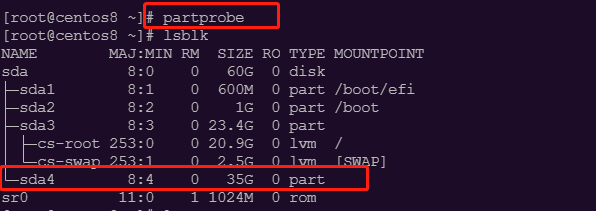 [root@centos8 ~]# partprobe
[root@centos8 ~]# lsblk
NAME        MAJ:MIN RM  SIZE RO TYPE MOUNTPOINT
sda           8:0    0   60G  0 disk
├─sda1        8:1    0  600M  0 part /boot/efi
├─sda2        8:2    0    1G  0 part /boot
├─sda3        8:3    0 23.4G  0 part
│ ├─cs-root 253:0    0 20.9G  0 lvm  /
│ └─cs-swap 253:1    0  2.5G  0 lvm  [SWAP]
└─sda4        8:4    0   35G  0 part
sr0          11:0    1 1024M  0 rom